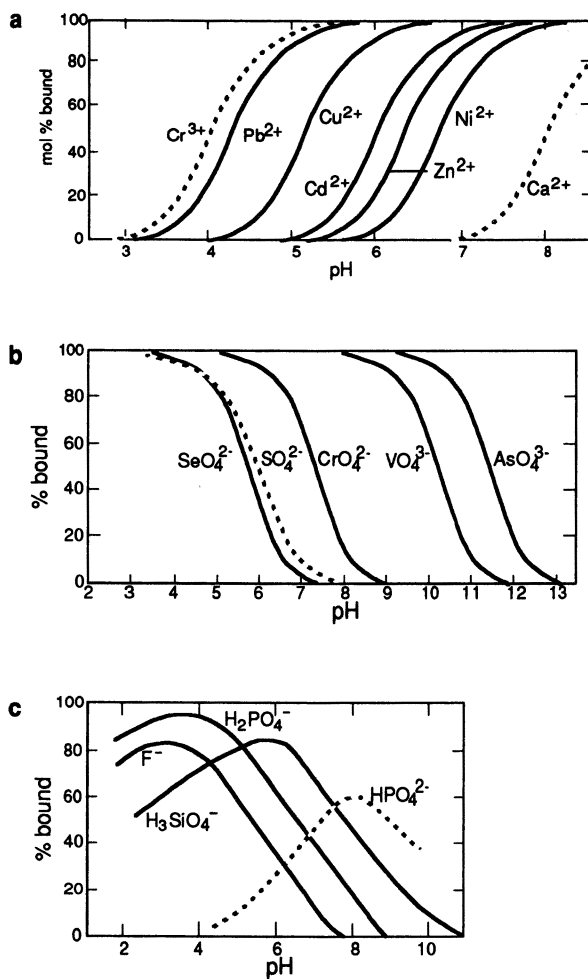 a
100
80
60
40
20
0
mol % bound
Cr³⁺
Pb²⁺
Cu²⁺
Cd²⁺
Zn²⁺
Ni²⁺
Ca²⁺
3 4 5 6 7 8
pH
b
100
80
60
40
20
0
% bound
SeO₄²⁻
SO₄²⁻
CrO₄²⁻
VO₄³⁻
AsO₄³⁻
2 3 4 5 6 7 8 9 10 11 12 13
pH
c
100
80
60
40
20
0
% bound
H₂PO₄⁻
F⁻
H₃SiO₄⁻
HPO₄²⁻
2 4 6 8 10
pH